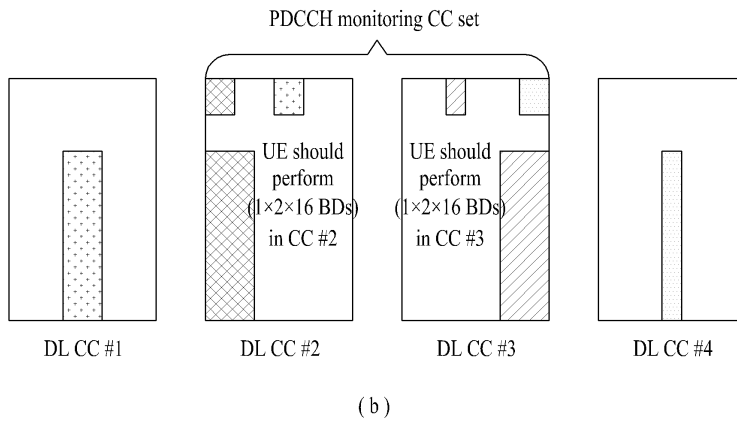 PDCCH monitoring CC set
UE should
perform
(1×2×16 BDs)
in CC #2
UE should
perform
(1×2×16 BDs)
in CC #3
DL CC #1
DL CC #2
DL CC #3
DL CC #4
( b )